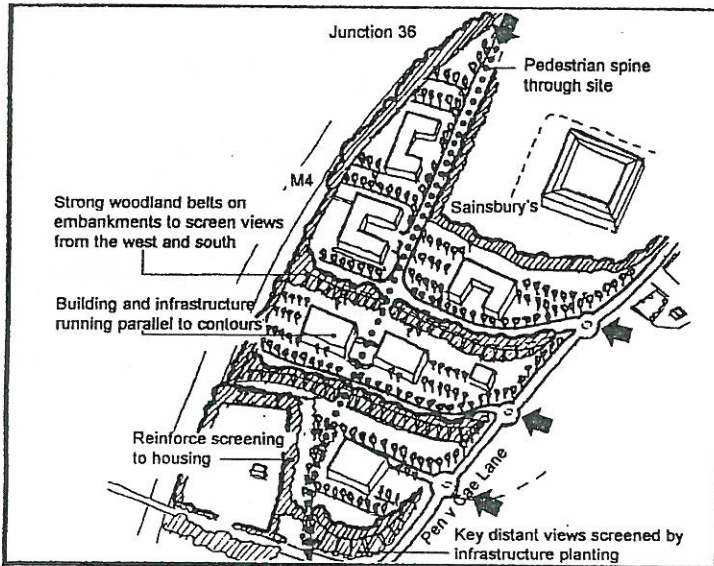 Junction 36
Pedestrian spine
through site
M4
Sainsbury's
Strong woodland belts on
embankments to screen views
from the west and south
Building and infrastructure
running parallel to contours
Reinforce screening
to housing
Pen y Cae Lane
Key distant views screened by
infrastructure planting